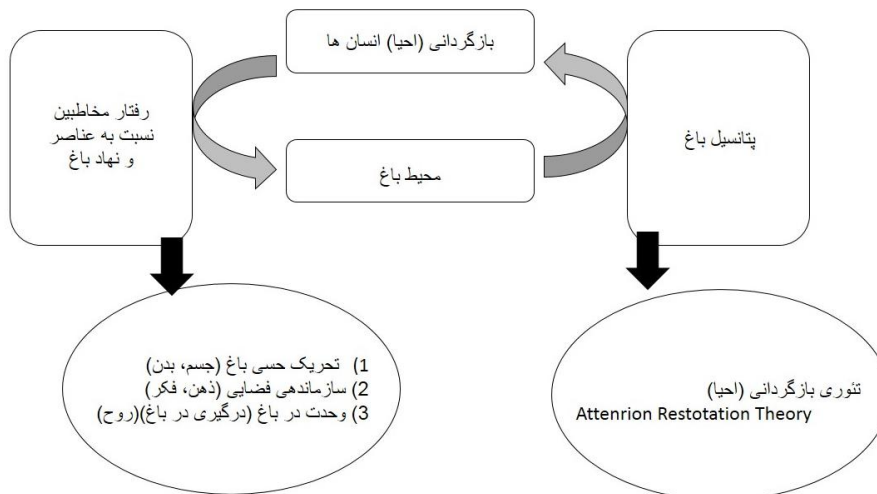 بازگردانی (احیا) انسان ها
رفتار مخاطبین
نسبت به عناصر
و نهاد باغ
پتانسیل باغ
محیط باغ
1) تحریک حسی باغ (جسم، بدن)
2) سازماندهی فضایی (ذهن، فکر)
3) وحدت در باغ (درگیری در باغ)(روح)
تئوری بازگردانی (احیا)
Attenrion Restotation Theory